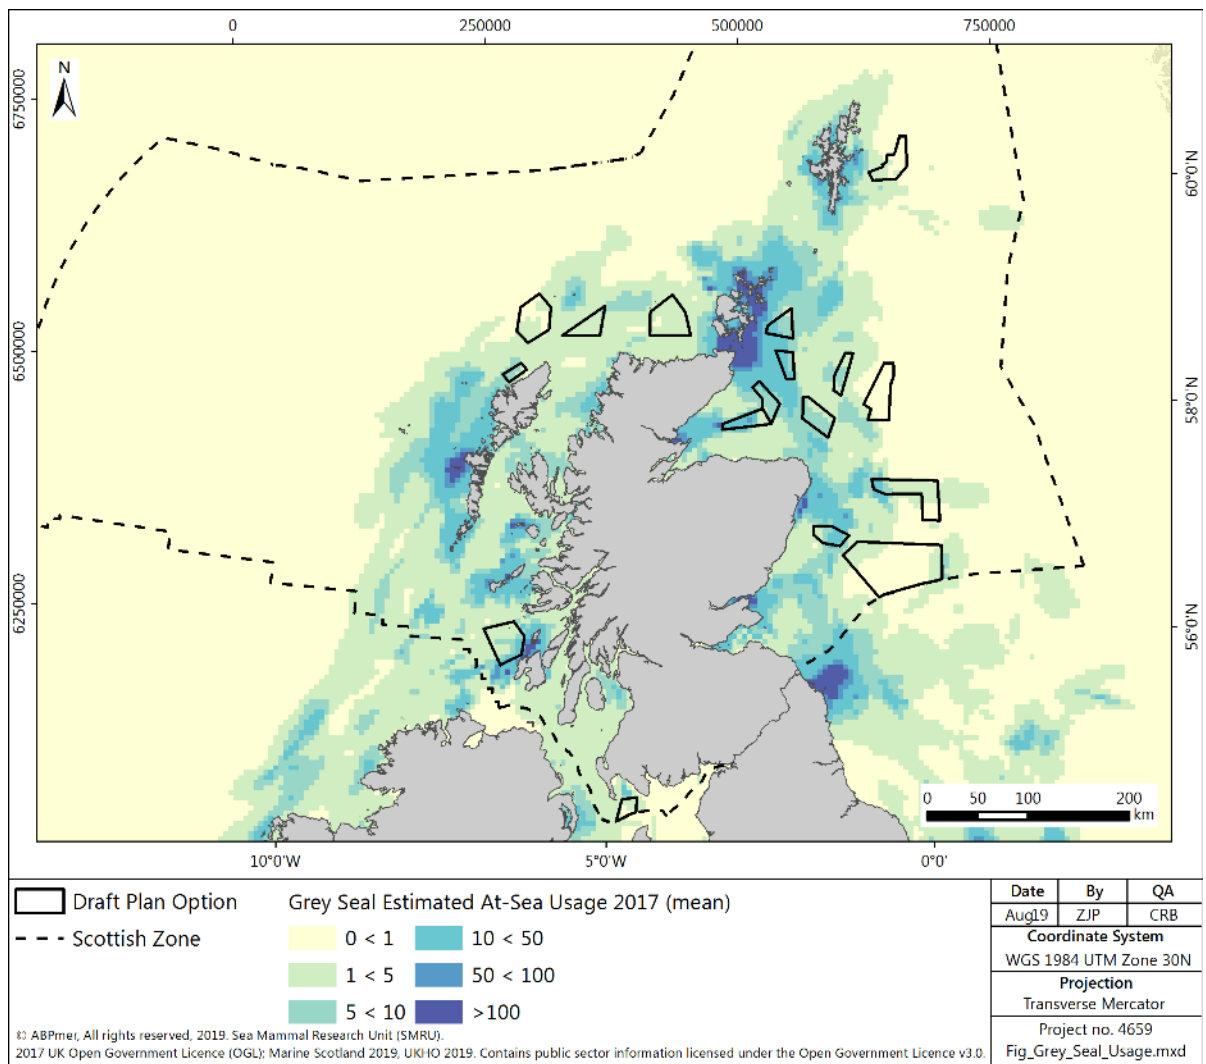 0 250000 500000 750000
N
6750000
6500000
6250000
60°0'N
58°0'N
56°0'N
0 50 100 200
km
10°0'W 5°0'W 0°0'
Draft Plan Option
Scottish Zone
Grey Seal Estimated At-Sea Usage 2017 (mean)
0 < 1 10 < 50
1 < 5 50 < 100
5 < 10 >100
Date By QA
Aug19 ZJP CRB
Coordinate System
WGS 1984 UTM Zone 30N
Projection
Transverse Mercator
Project no. 4659
Fig_Grey_Seal_Usage.mxd
© ABPmer, All rights reserved, 2019. Sea Mammal Research Unit (SMRU).
2017 UK Open Government Licence (OGL); Marine Scotland 2019, UKHO 2019. Contains public sector information licensed under the Open Government Licence v3.0.